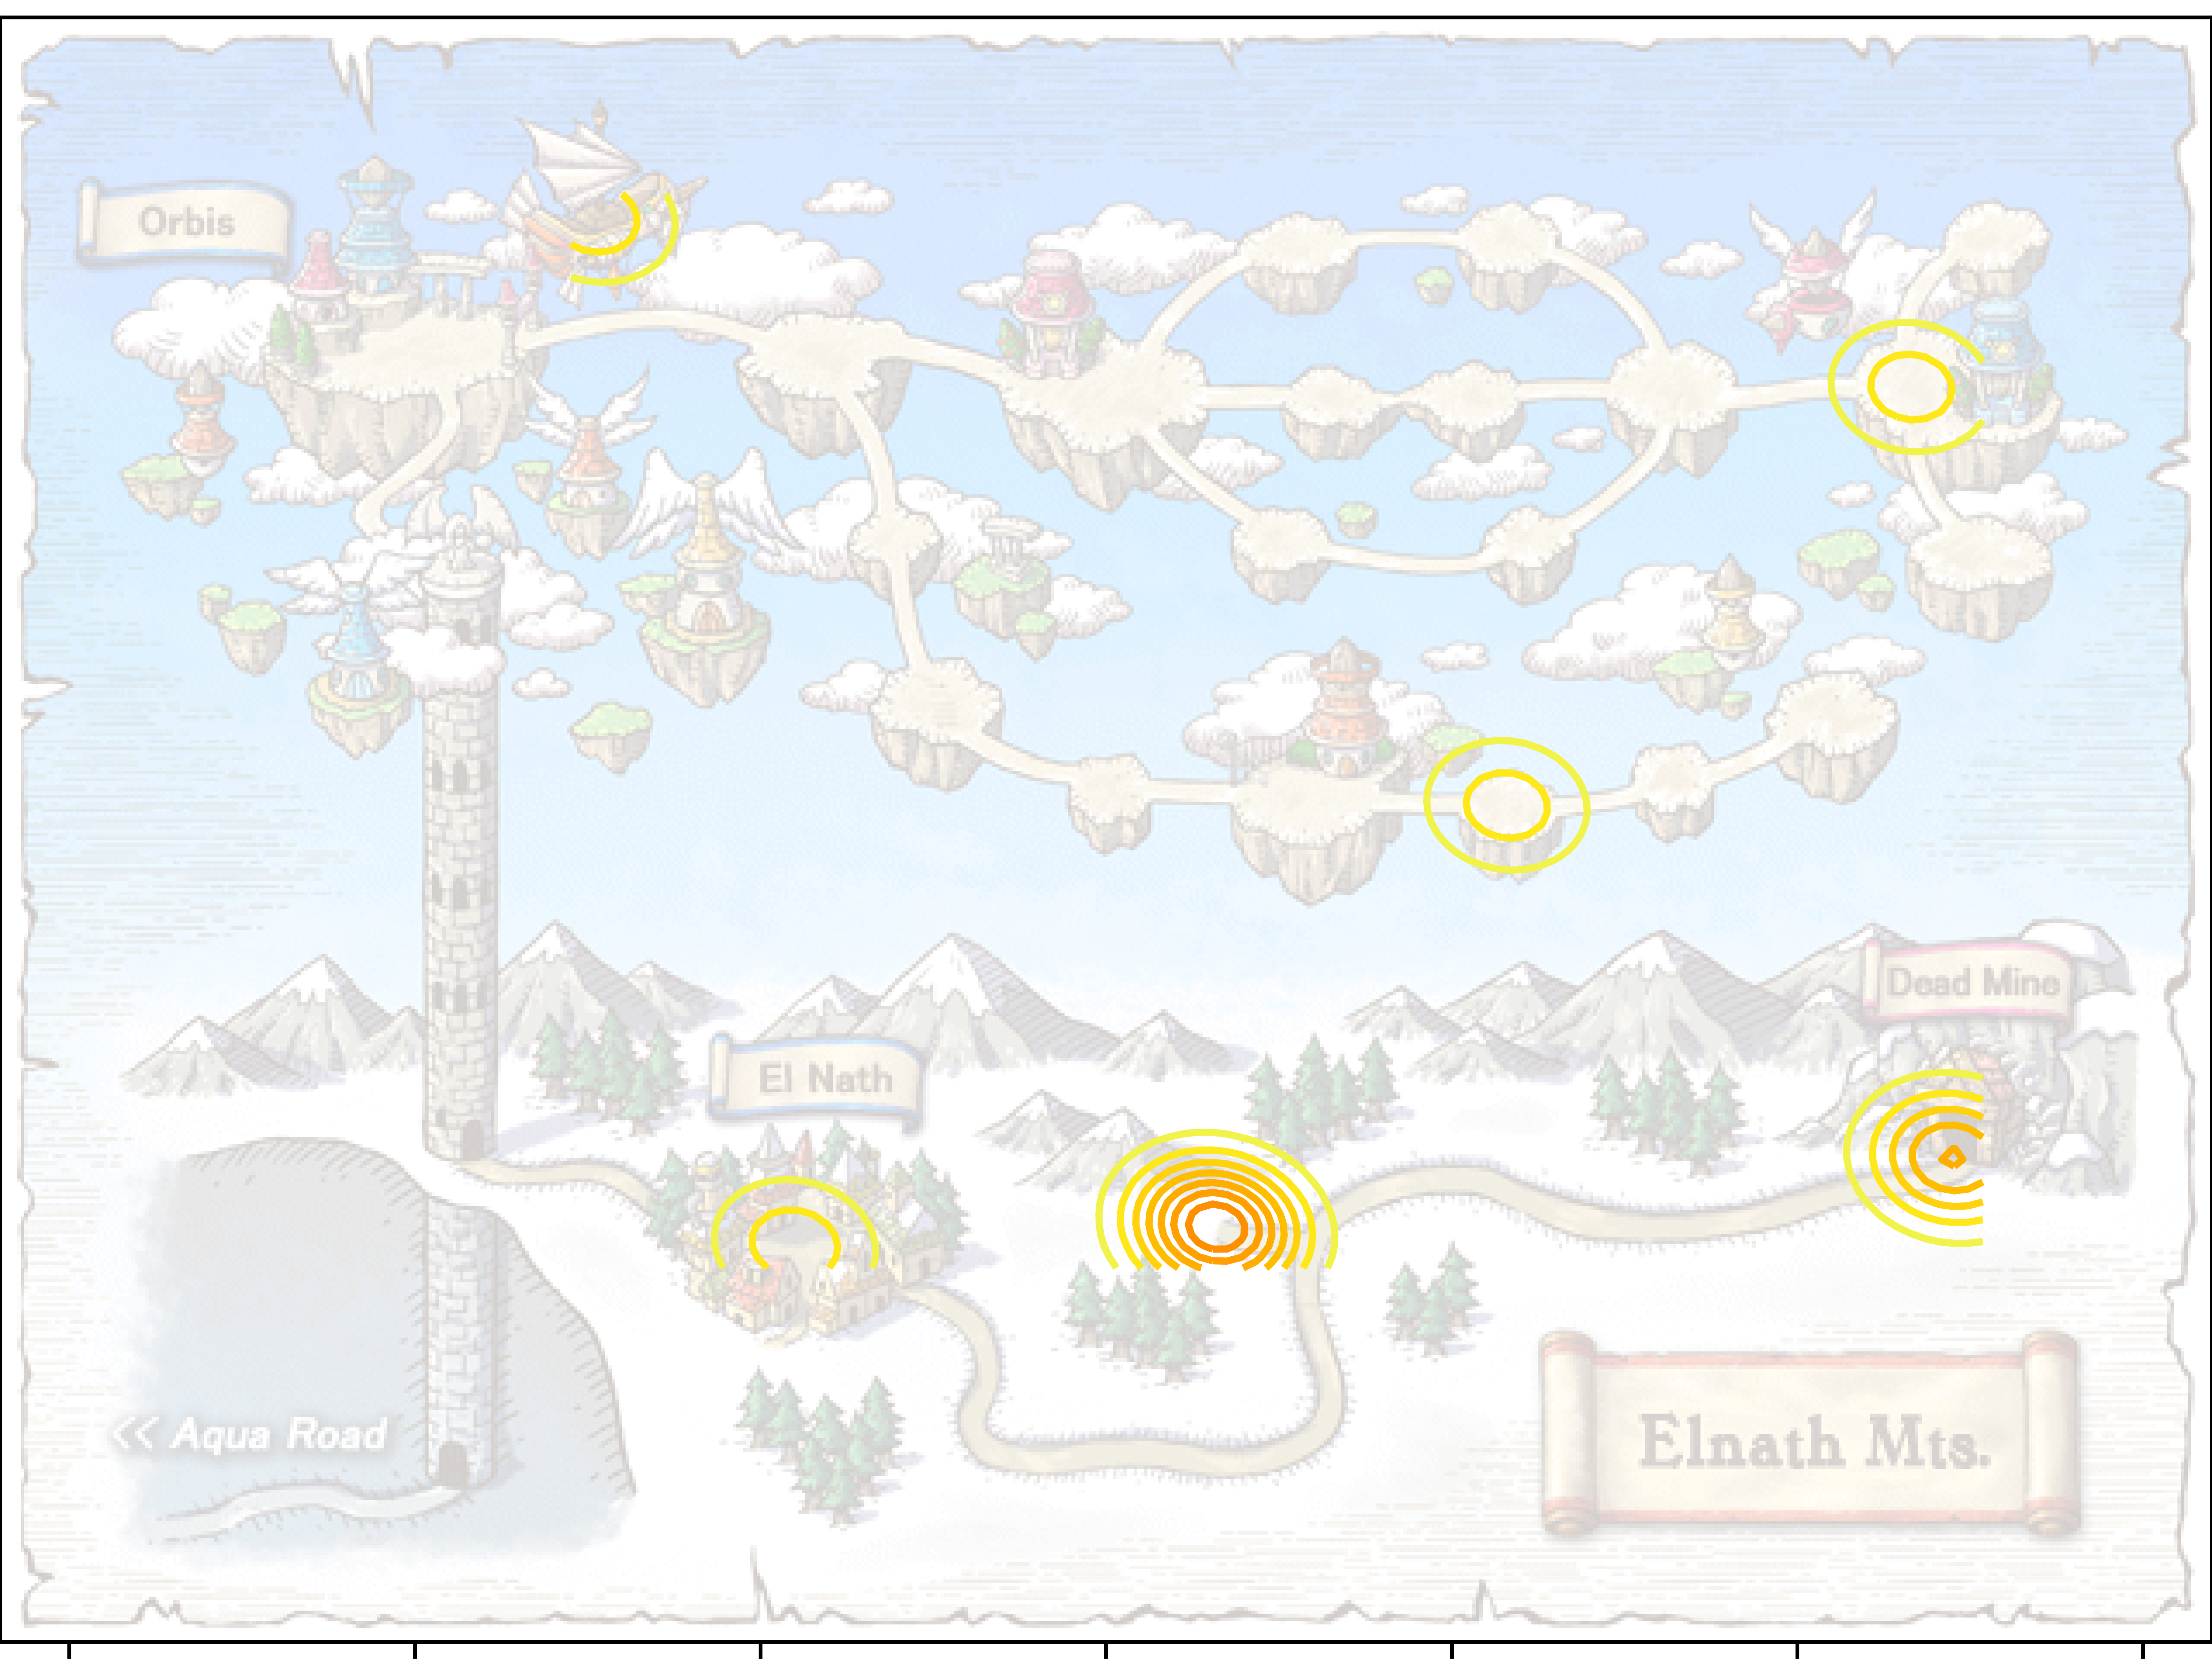 Orbis
Dead Mine
El Nath
<< Aqua Road
Elnath Mts.